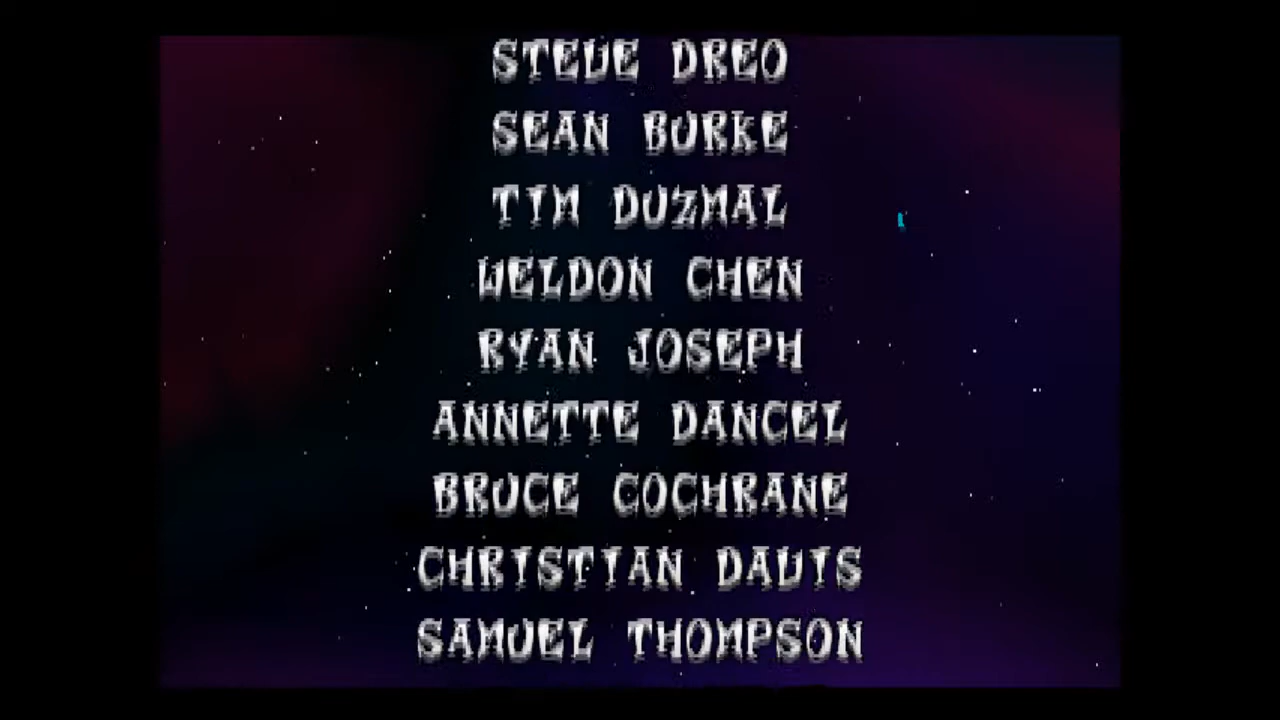 STEVE DREO
SEAN BURKE
TIM DUZMAL
WELDON CHEN
RYAN JOSEPH
ANNETTE DANCEL
BRUCE COCHRANE
CHRISTIAN DAVIS
SAMUEL THOMPSON